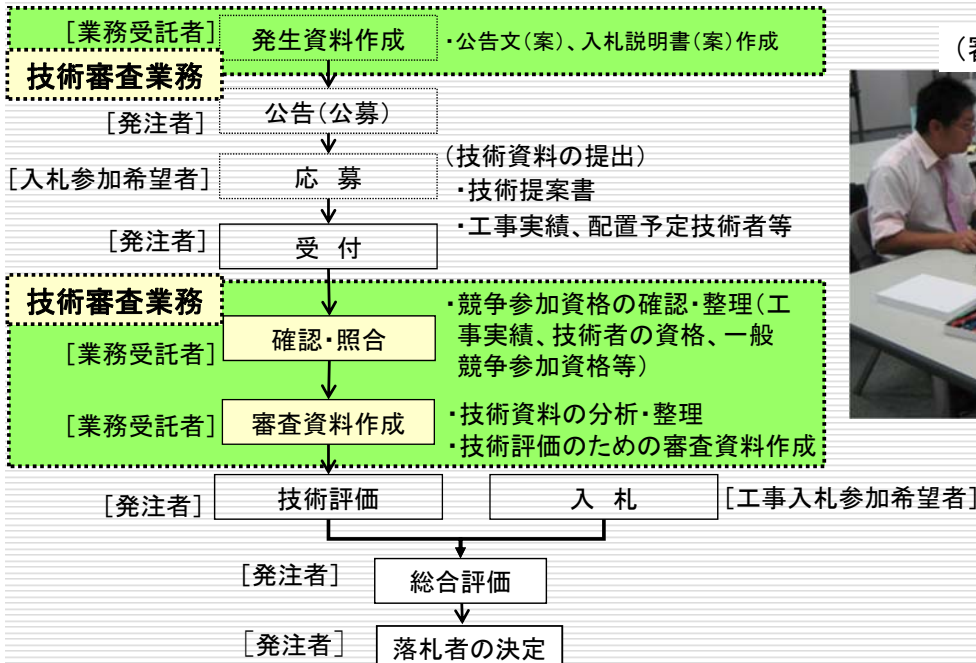 [業務受託者] 発生資料作成 ・公告文(案)、入札説明書(案)作成
技術審査業務
(審
[発注者] 公告(公募)
[入札参加希望者] 応 募 (技術資料の提出)
・技術提案書
・工事実績、配置予定技術者等
[発注者] 受 付
技術審査業務
[業務受託者] 確認・照合 ・競争参加資格の確認・整理(工
事実績、技術者の資格、一般
競争参加資格等)
[業務受託者] 審査資料作成 ・技術資料の分析・整理
・技術評価のための審査資料作成
[発注者] 技術評価 入 札 [工事入札参加希望者]
[発注者] 総合評価
[発注者] 落札者の決定